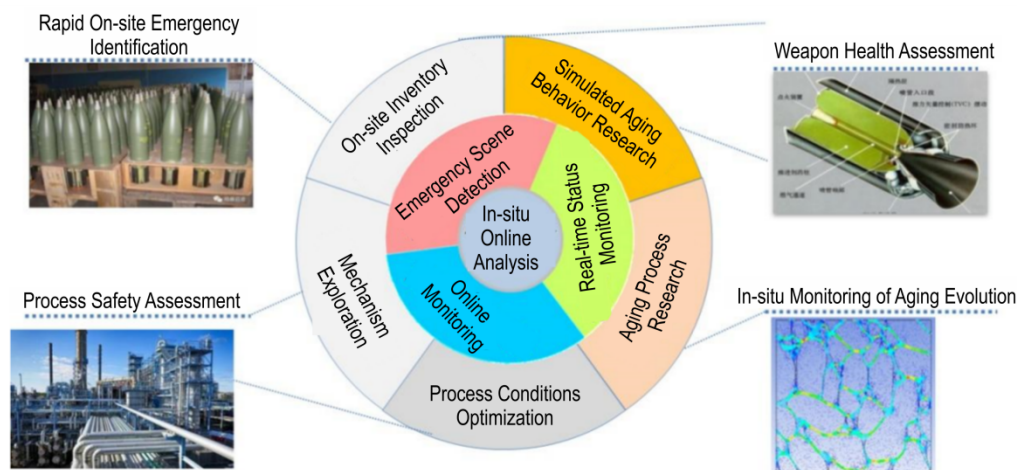 Rapid On-site Emergency
Identification
Weapon Health Assessment
On-site Inventory
Inspection
Simulated Aging
Behavior Research
Emergency Scene
Detection
Real-time Status
Monitoring
In-situ
Online
Analysis
Process Safety Assessment
Mechanism
Exploration
Online
Monitoring
Aging Process
Research
In-situ Monitoring of Aging Evolution
Process Conditions
Optimization